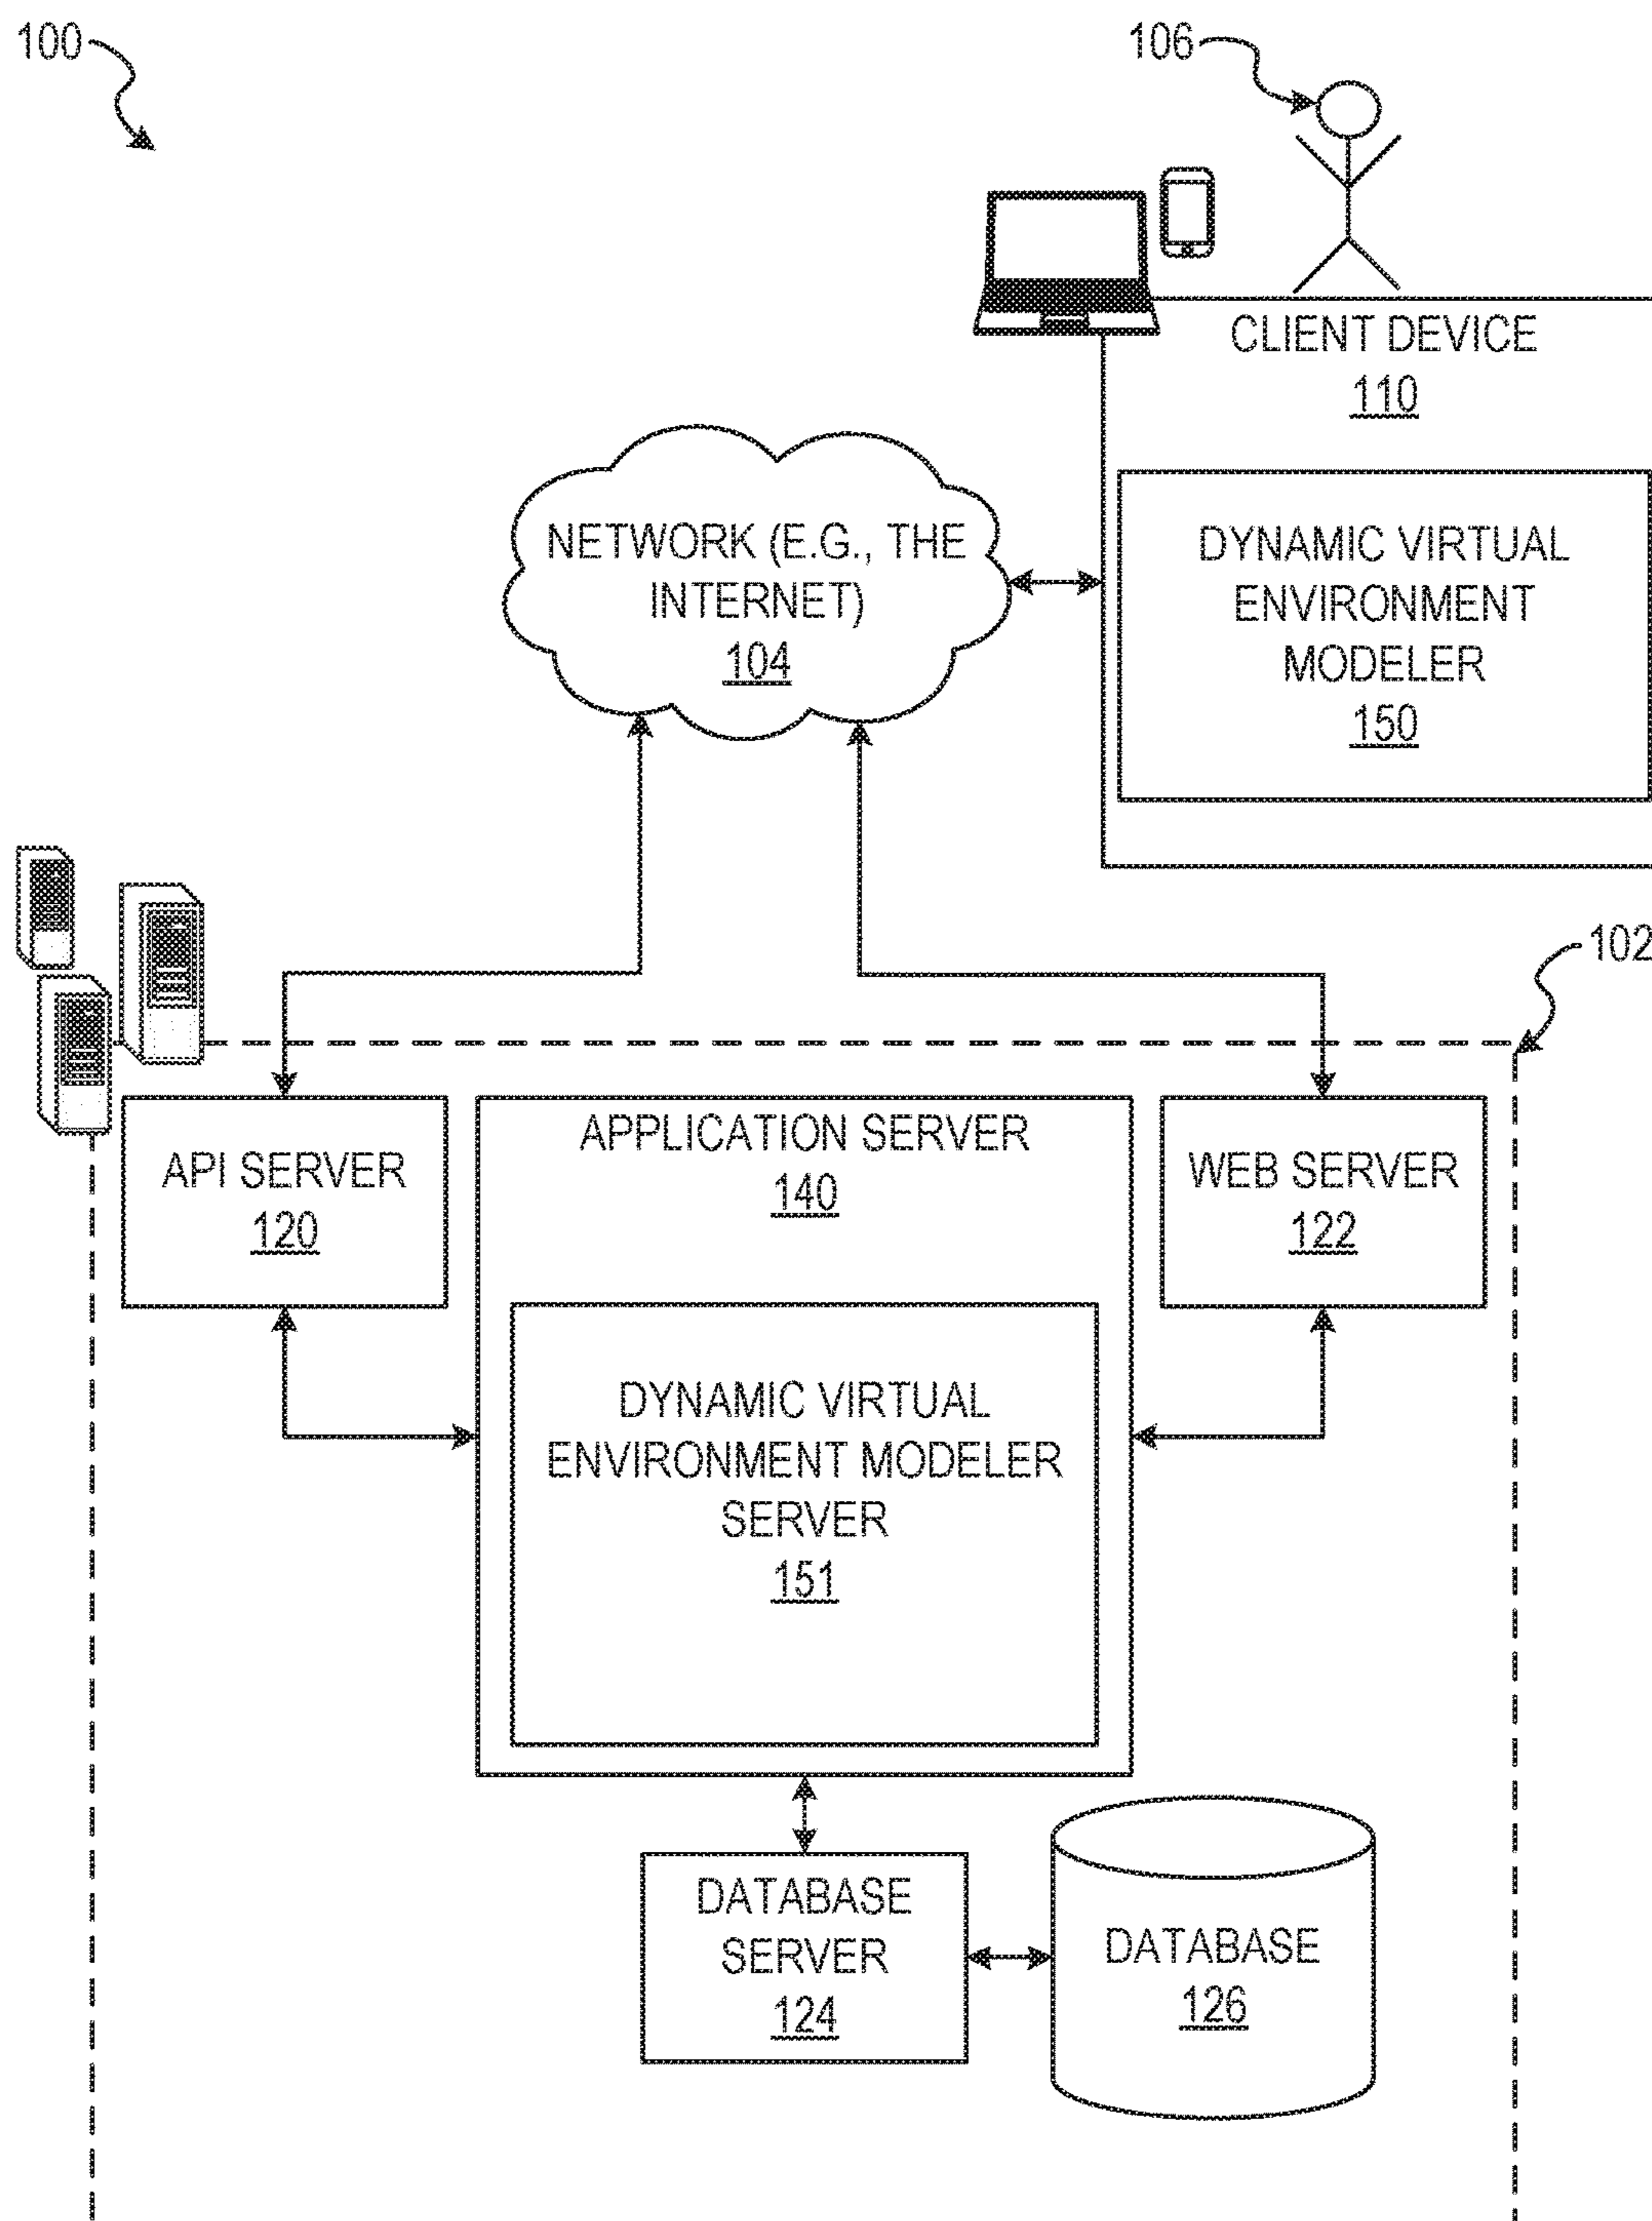 100
106
CLIENT DEVICE
110
NETWORK (E.G., THE
INTERNET)
104
DYNAMIC VIRTUAL
ENVIRONMENT
MODELER
150
102
API SERVER
120
APPLICATION SERVER
140
WEB SERVER
122
DYNAMIC VIRTUAL
ENVIRONMENT MODELER
SERVER
151
DATABASE
SERVER
124
DATABASE
126